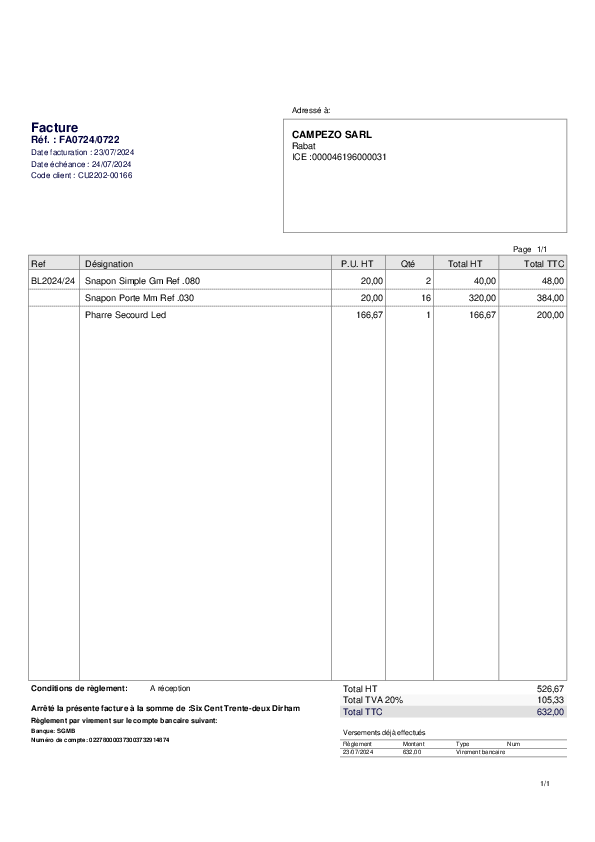 Adressé à:
Facture
Réf. : FA0724/0722
Date facturation : 23/07/2024
Date échéance : 24/07/2024
Code client : CU2202-00166
CAMPEZO SARL
Rabat
ICE :000046196000031
Page 1/1
Ref Désignation P.U. HT Qté Total HT Total TTC
BL2024/24 Snapon Simple Gm Ref .080 20,00 2 40,00 48,00
Snapon Porte Mm Ref .030 20,00 16 320,00 384,00
Pharre Secourd Led 166,67 1 166,67 200,00
Conditions de règlement: A réception
Total HT 526,67
Total TVA 20% 105,33
Total TTC 632,00
Arrêté la présente facture à la somme de :Six Cent Trente-deux Dirham
Règlement par virement sur le compte bancaire suivant:
Banque: SGMB
Numéro de compte: 022780000373003732914874
Versements déjà effectués
Règlement Montant Type Num
23/07/2024 632,00 Virement bancaire
1/1